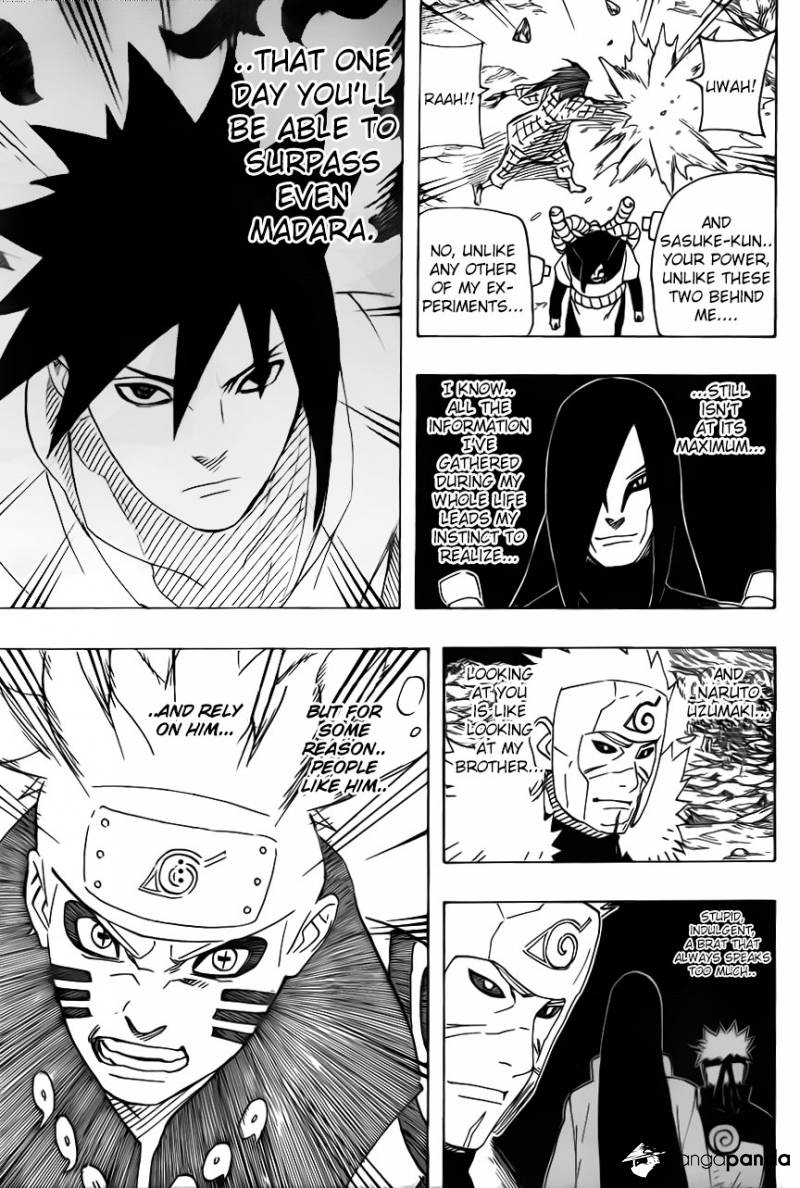 UWAH!
RAAH!!
AND
SASUKE-KUN..
YOUR POWER,
UNLIKE THESE
TWO BEHIND
ME....
NO, UNLIKE
ANY OTHER
OF MY EX-
PERIMENTS...
...STILL
ISN'T
AT ITS
MAXIMUM...
I KNOW..
ALL THE
INFORMATION
I'VE
GATHERED
DURING MY
WHOLE LIFE
LEADS MY
INSTINCT TO
REALIZE...
..THAT ONE
DAY YOU'LL
BE ABLE TO
SURPASS
EVEN
MADARA.
AND
NARUTO
UZUMAKI...
LOOKING
AT YOU
IS LIKE
LOOKING
AT MY
BROTHER...
STUPID,
INDULGENT,
A BRAT THAT
ALWAYS SPEAKS
TOO MUCH..
BUT FOR
SOME
REASON..
PEOPLE
LIKE HIM..
..AND RELY
ON HIM...
mangapanda